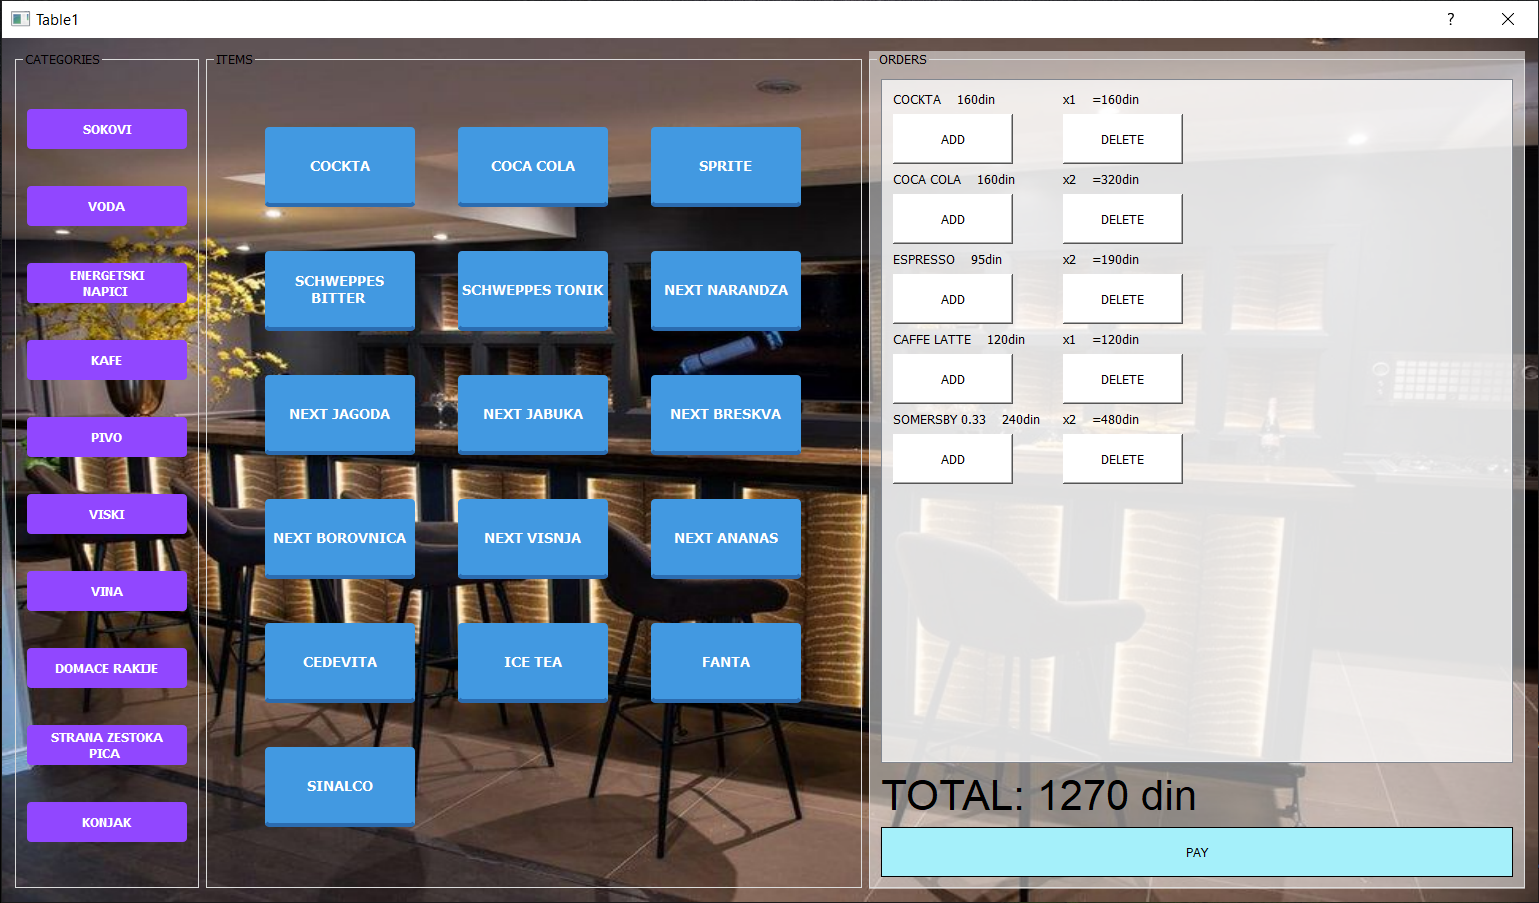 Table1
?
CATEGORIES
SOKOVI
VODA
ENERGETSKI
NAPICI
KAFE
PIVO
VISKI
VINA
DOMACE RAKIJE
STRANA ZESTOKA
PICA
KONJAK
ITEMS
COCKTA
COCA COLA
SPRITE
SCHWEPPES
BITTER
SCHWEPPES TONIK
NEXT NARANDZA
NEXT JAGODA
NEXT JABUKA
NEXT BRESKVA
NEXT BOROVNICA
NEXT VISNJA
NEXT ANANAS
CEDEVITA
ICE TEA
FANTA
SINALCO
ORDERS
COCKTA 160din x1 =160din
ADD DELETE
COCA COLA 160din x2 =320din
ADD DELETE
ESPRESSO 95din x2 =190din
ADD DELETE
CAFFE LATTE 120din x1 =120din
ADD DELETE
SOMERSBY 0.33 240din x2 =480din
ADD DELETE
TOTAL: 1270 din
PAY